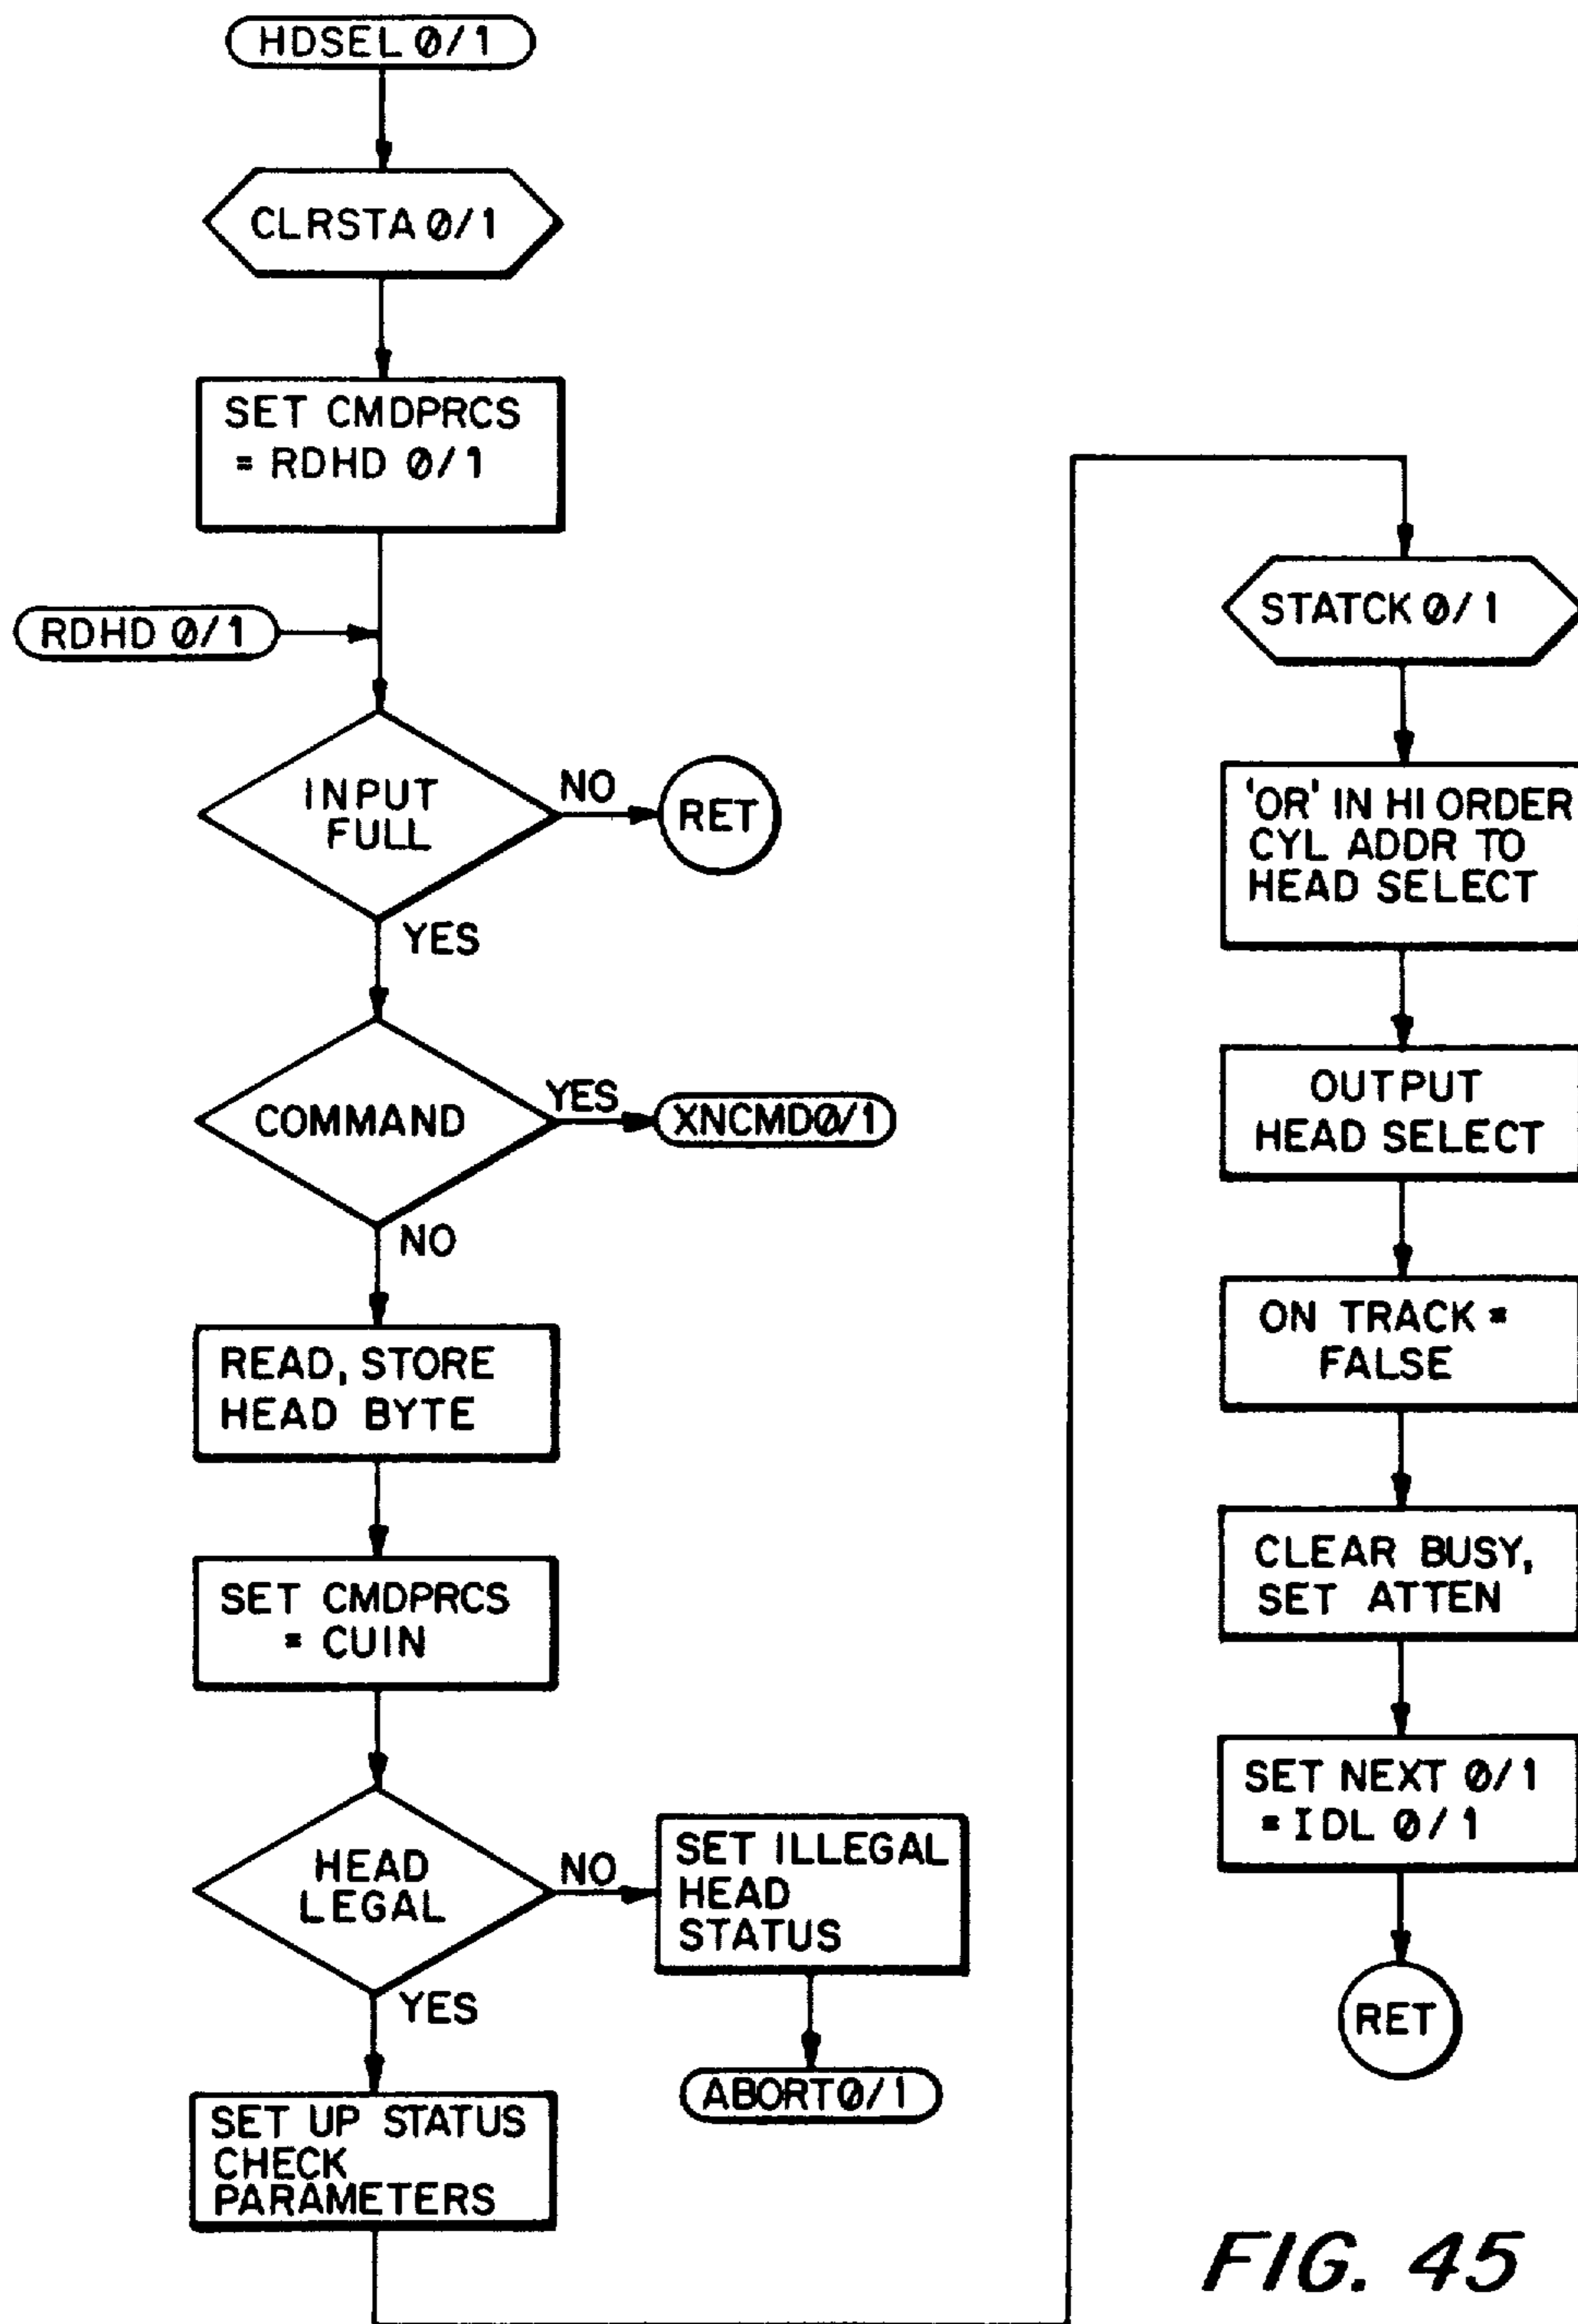 HDSEL 0/1
CLRSTA 0/1
SET CMDPRCS
= RDHD 0/1
RDHD 0/1
INPUT
FULL
NO
RET
YES
COMMAND
YES
XNCMD0/1
NO
READ, STORE
HEAD BYTE
SET CMDPRCS
= CUIN
HEAD
LEGAL
NO
SET ILLEGAL
HEAD
STATUS
ABORT0/1
YES
SET UP STATUS
CHECK
PARAMETERS
STATCK 0/1
'OR' IN HI ORDER
CYL ADDR TO
HEAD SELECT
OUTPUT
HEAD SELECT
ON TRACK =
FALSE
CLEAR BUSY,
SET ATTEN
SET NEXT 0/1
= IDL 0/1
RET
FIG. 45